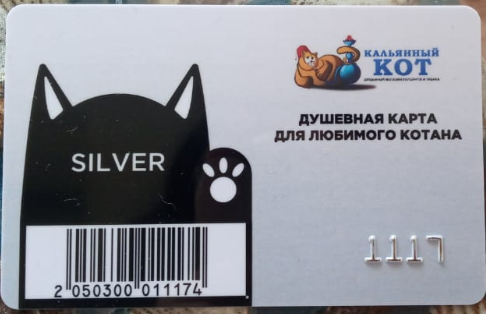 КАЛЬЯННЫЙ
КОТ
ДУШЕВНАЯ КАРТА
ДЛЯ ЛЮБИМОГО КОТАНА
SILVER
1117
2 050300 011174